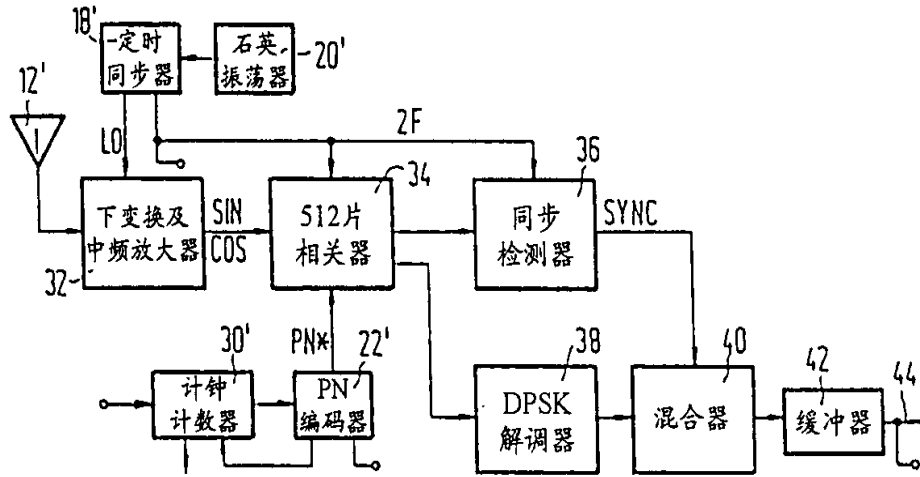 18'
一定时
同步器
石英
振荡器
20'
12'
LO
2F
34
36
下变换及
中频放大器
32
SIN
COS
512片
相关器
同步
检测器
SYNC
PN*
30'
22'
38
40
42
44
计钟
计数器
PN
编码器
DPSK
解调器
混合器
缓冲器